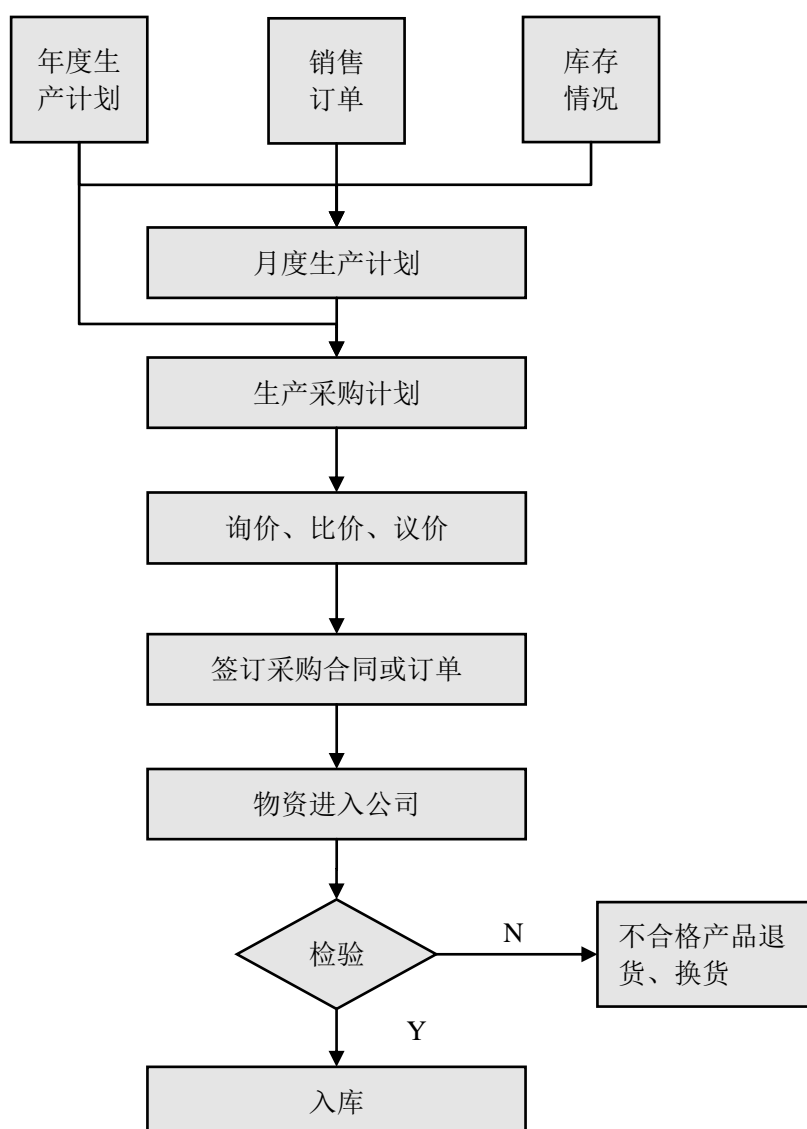 年度生
产计划
销售
订单
库存
情况
月度生产计划
生产采购计划
询价、比价、议价
签订采购合同或订单
物资进入公司
检验
N
不合格产品退
货、换货
Y
入库